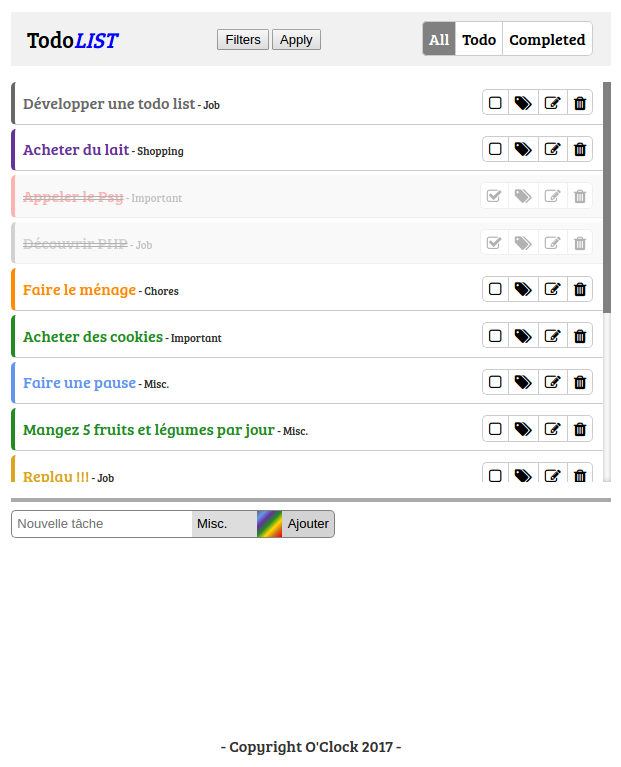 TodoLIST Filters Apply All Todo Completed
Développer une todo list - Job
Acheter du lait - Shopping
Appeler le Psy - Important
Découvrir PHP - Job
Faire le ménage - Chores
Acheter des cookies - Important
Faire une pause - Misc.
Mangez 5 fruits et légumes par jour - Misc.
Replay !!! - Job
Nouvelle tâche Misc. Ajouter
- Copyright O'Clock 2017 -